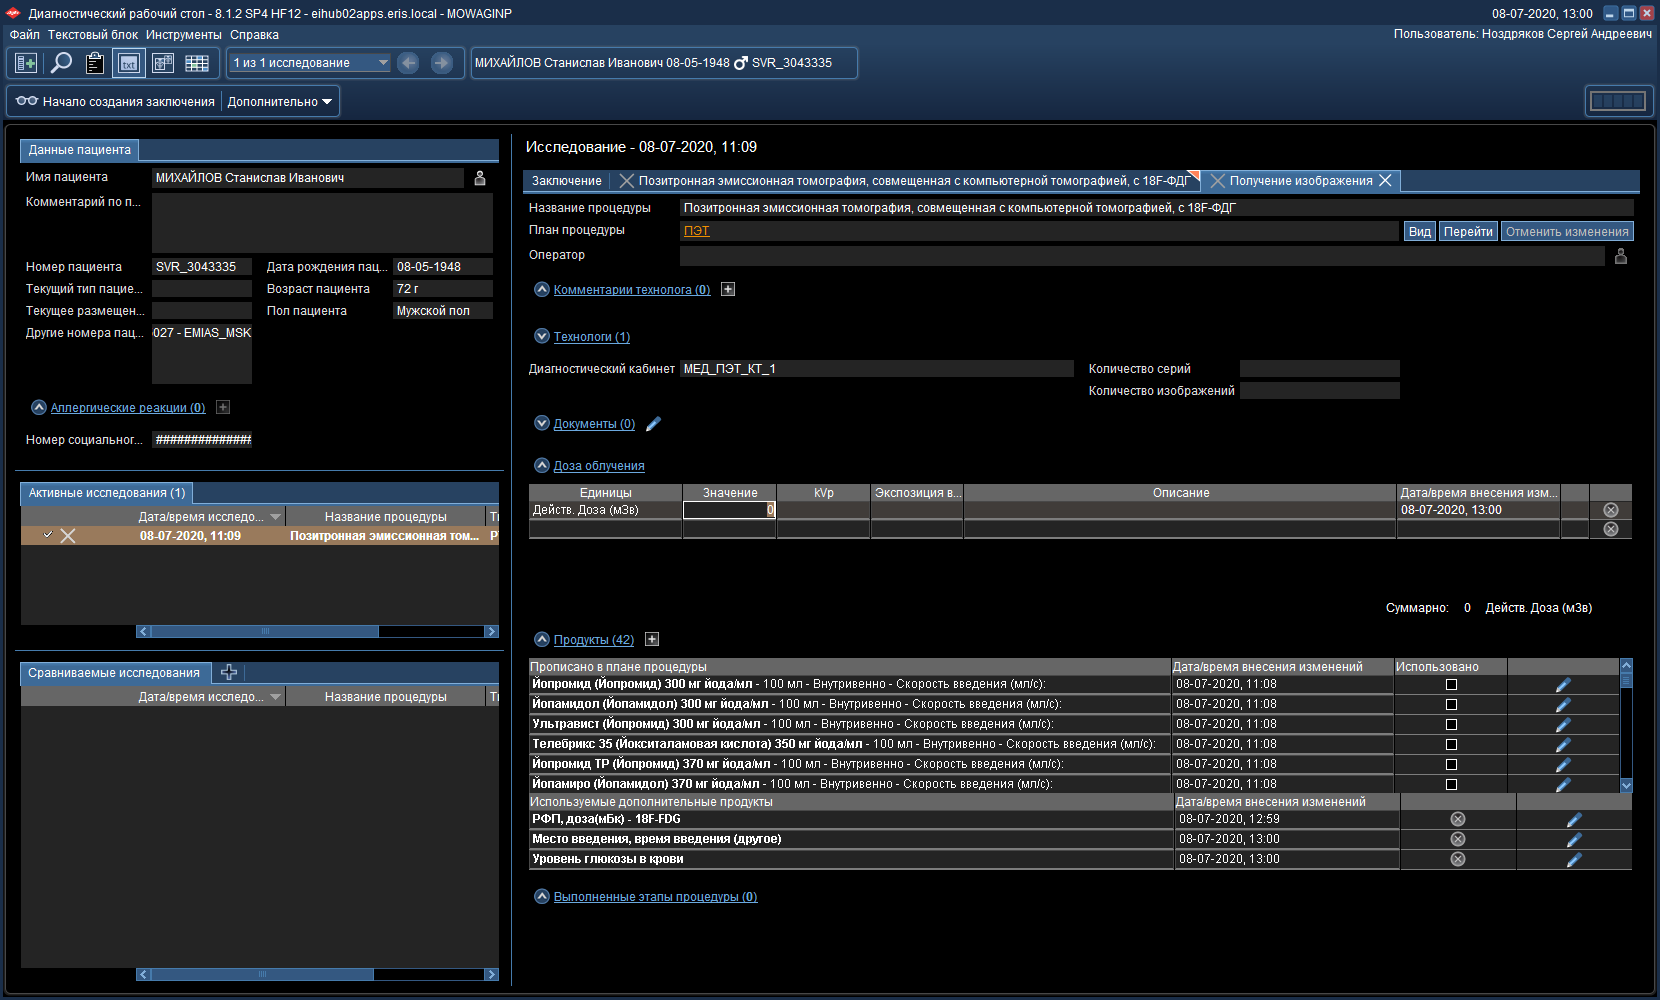 Диагностический рабочий стол - 8.1.2 SP4 HF12 - eihub02apps.eris.local - MOWAGINP
08-07-2020, 13:00
Файл Текстовый блок Инструменты Справка
Пользователь: Ноздряков Сергей Андреевич
txt
1 из 1 исследование
МИХАЙЛОВ Станислав Иванович 08-05-1948 ♂ SVR_3043335
Начало создания заключения
Дополнительно
Данные пациента
Имя пациента
МИХАЙЛОВ Станислав Иванович
Комментарий по п...
Номер пациента
SVR_3043335
Дата рождения пац...
08-05-1948
Текущий тип пацие...
Возраст пациента
72 г
Текущее размещен...
Пол пациента
Мужской пол
Другие номера пац...
027 - EMIAS_MSK
Аллергические реакции (0)
Номер социальног...
##############
Активные исследования (1)
Дата/время исследо...
Название процедуры
08-07-2020, 11:09
Позитронная эмиссионная том...
Сравниваемые исследования
Дата/время исследо...
Название процедуры
Исследование - 08-07-2020, 11:09
Заключение
Позитронная эмиссионная томография, совмещенная с компьютерной томографией, с 18F-ФДГ
Получение изображения
Название процедуры
Позитронная эмиссионная томография, совмещенная с компьютерной томографией, с 18F-ФДГ
План процедуры
ПЭТ
Вид
Перейти
Отменить изменения
Оператор
Комментарии технолога (0)
Технологи (1)
Диагностический кабинет
МЕД_ПЭТ_КТ_1
Количество серий
Количество изображений
Документы (0)
Доза облучения
Единицы
Значение
kVp
Экспозиция в...
Описание
Дата/время внесения изм...
Действ. Доза (мЗв)
0
08-07-2020, 13:00
Суммарно: 0 Действ. Доза (мЗв)
Продукты (42)
Прописано в плане процедуры
Дата/время внесения изменений
Использовано
Йопромид (Йопромид) 300 мг йода/мл - 100 мл - Внутривенно - Скорость введения (мл/с):
08-07-2020, 11:08
Йопамидол (Йопамидол) 300 мг йода/мл - 100 мл - Внутривенно - Скорость введения (мл/с):
08-07-2020, 11:08
Ультравист (Йопромид) 300 мг йода/мл - 100 мл - Внутривенно - Скорость введения (мл/с):
08-07-2020, 11:08
Телебрикс 35 (Йокситаламовая кислота) 350 мг йода/мл - 100 мл - Внутривенно - Скорость введения (мл/с):
08-07-2020, 11:08
Йопромид ТР (Йопромид) 370 мг йода/мл - 100 мл - Внутривенно - Скорость введения (мл/с):
08-07-2020, 11:08
Йопамиро (Йопамидол) 370 мг йода/мл - 100 мл - Внутривенно - Скорость введения (мл/с):
08-07-2020, 11:08
Используемые дополнительные продукты
Дата/время внесения изменений
РФП, доза(мБк) - 18F-FDG
08-07-2020, 12:59
Место введения, время введения (другое)
08-07-2020, 13:00
Уровень глюкозы в крови
08-07-2020, 13:00
Выполненные этапы процедуры (0)